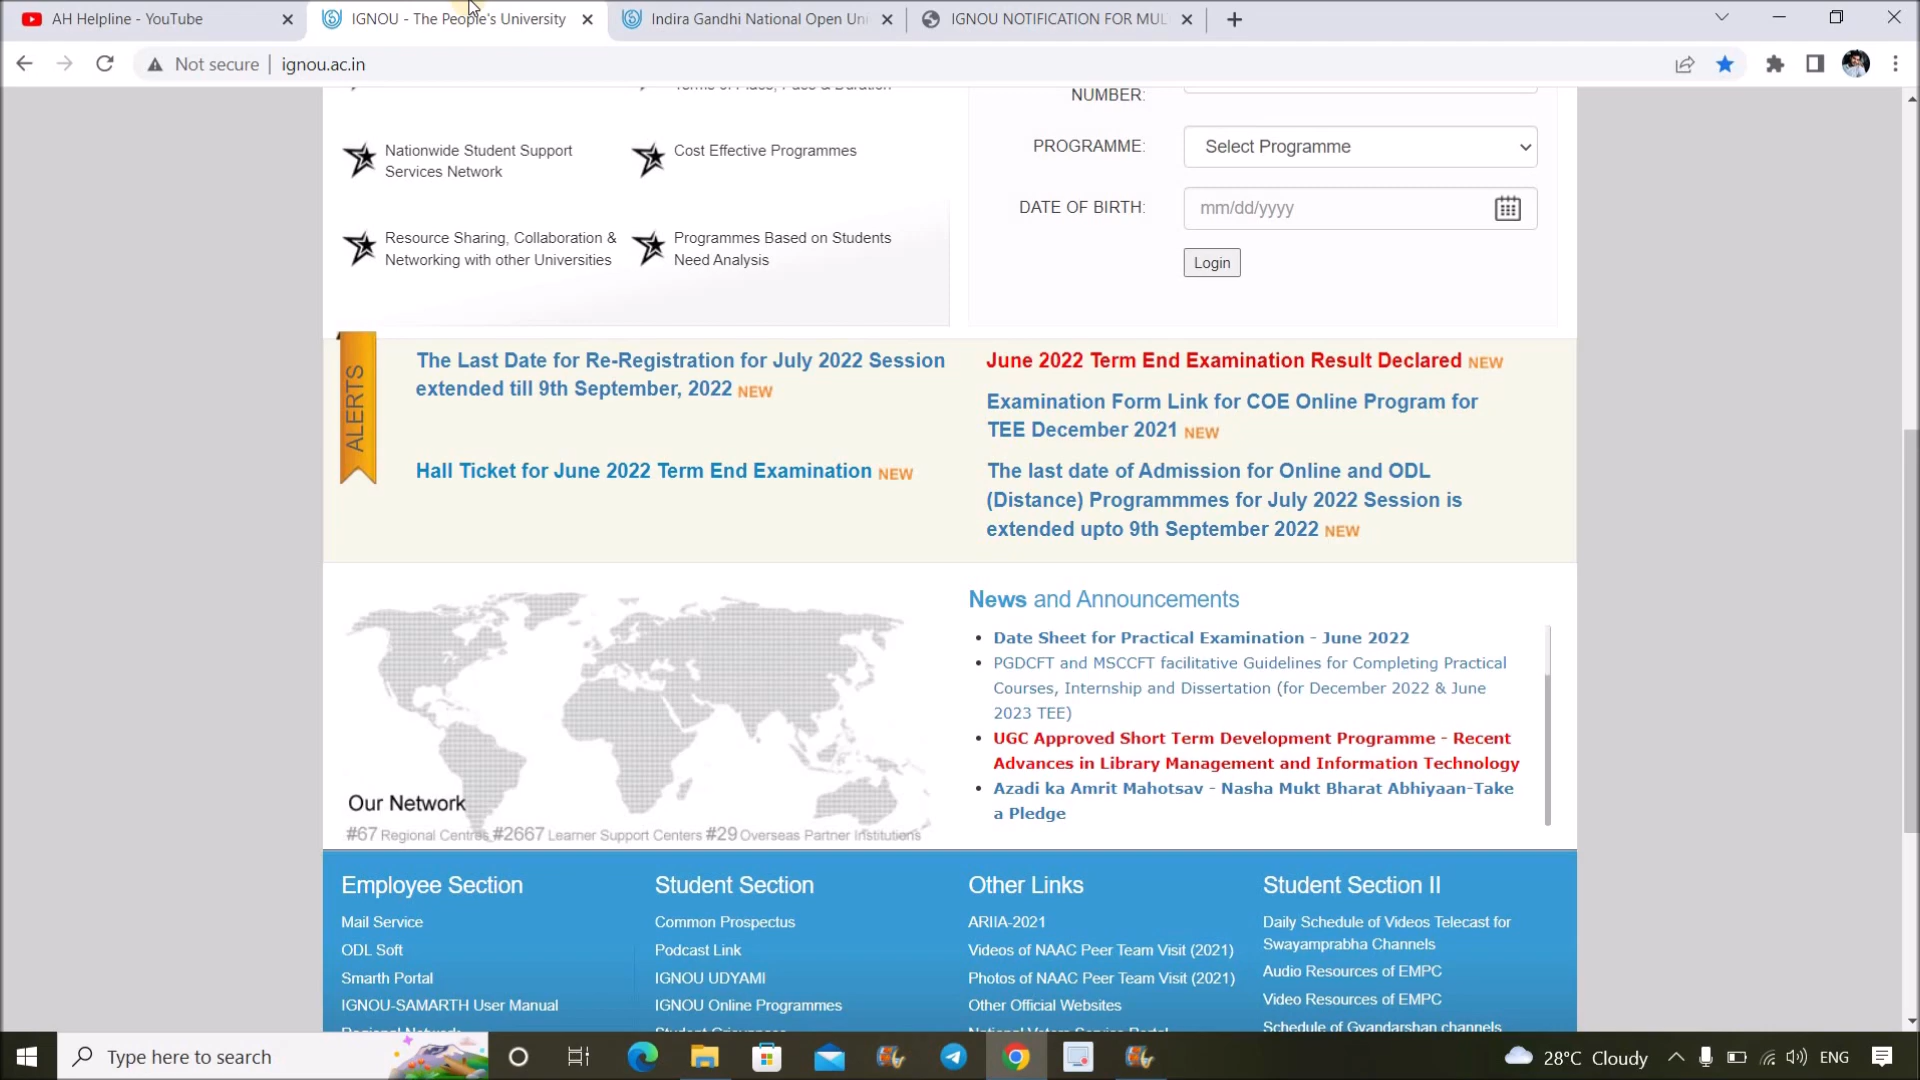 AH Helpline - YouTube
IGNOU - The People's University
Indira Gandhi National Open Uni
IGNOU NOTIFICATION FOR MUL
Not secure
ignou.ac.in
Terms of Place, Pace & Duration
NUMBER:
Nationwide Student Support
Services Network
Cost Effective Programmes
PROGRAMME:
Select Programme
DATE OF BIRTH:
mm/dd/yyyy
Resource Sharing, Collaboration &
Networking with other Universities
Programmes Based on Students
Need Analysis
Login
ALERTS
The Last Date for Re-Registration for July 2022 Session
extended till 9th September, 2022 NEW
Hall Ticket for June 2022 Term End Examination NEW
June 2022 Term End Examination Result Declared NEW
Examination Form Link for COE Online Program for
TEE December 2021 NEW
The last date of Admission for Online and ODL
(Distance) Programmmes for July 2022 Session is
extended upto 9th September 2022 NEW
Our Network
#67 Regional Centres #2667 Learner Support Centers #29 Overseas Partner Institutions
News and Announcements
Date Sheet for Practical Examination - June 2022
PGDCFT and MSCCFT facilitative Guidelines for Completing Practical
Courses, Internship and Dissertation (for December 2022 & June
2023 TEE)
UGC Approved Short Term Development Programme - Recent
Advances in Library Management and Information Technology
Azadi ka Amrit Mahotsav - Nasha Mukt Bharat Abhiyaan-Take
a Pledge
Employee Section
Mail Service
ODL Soft
Smarth Portal
IGNOU-SAMARTH User Manual
Regional Network
Student Section
Common Prospectus
Podcast Link
IGNOU UDYAMI
IGNOU Online Programmes
Student Grievances
Other Links
ARIIA-2021
Videos of NAAC Peer Team Visit (2021)
Photos of NAAC Peer Team Visit (2021)
Other Official Websites
National Voters Service Portal
Student Section II
Daily Schedule of Videos Telecast for
Swayamprabha Channels
Audio Resources of EMPC
Video Resources of EMPC
Schedule of Gyandarshan channels
Type here to search
28°C Cloudy
ENG